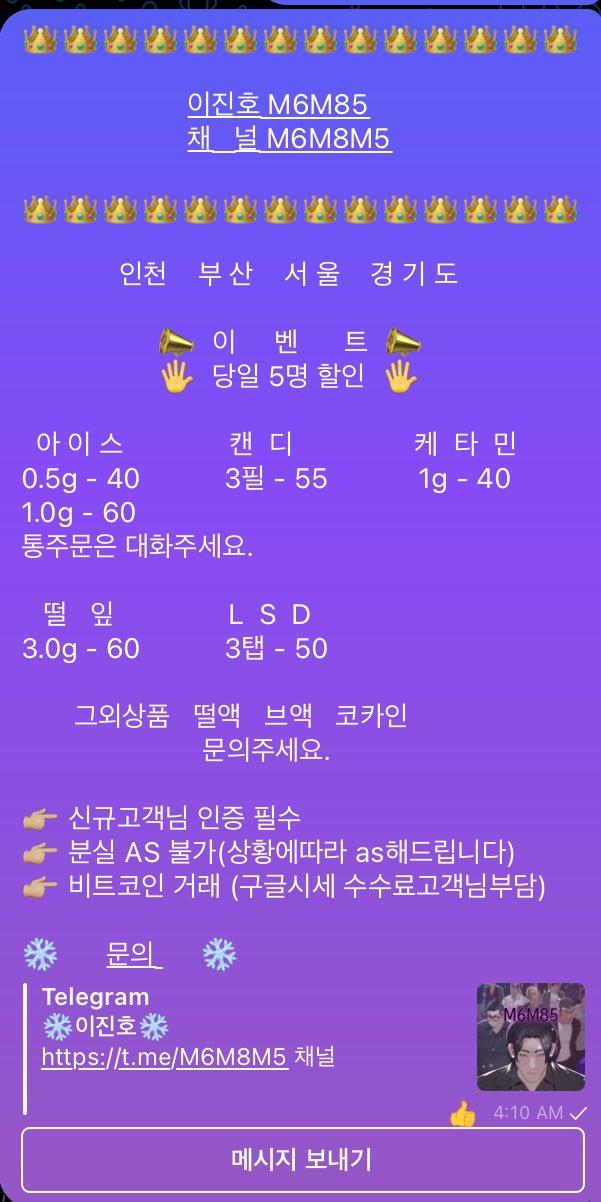 이진호 M6M85
채 널 M6M8M5
인천 부 산 서 울 경 기 도
이 벤 트
당일 5명 할인
아 이 스 캔 디 케 타 민
0.5g - 40 3필 - 55 1g - 40
1.0g - 60
통주문은 대화주세요.
떨 잎 L S D
3.0g - 60 3탭 - 50
그외상품 떨액 브액 코카인
문의주세요.
신규고객님 인증 필수
분실 AS 불가(상황에따라 as해드립니다)
비트코인 거래 (구글시세 수수료고객님부담)
문의
Telegram
이진호
https://t.me/M6M8M5 채널
M6M85
4:10 AM
메시지 보내기